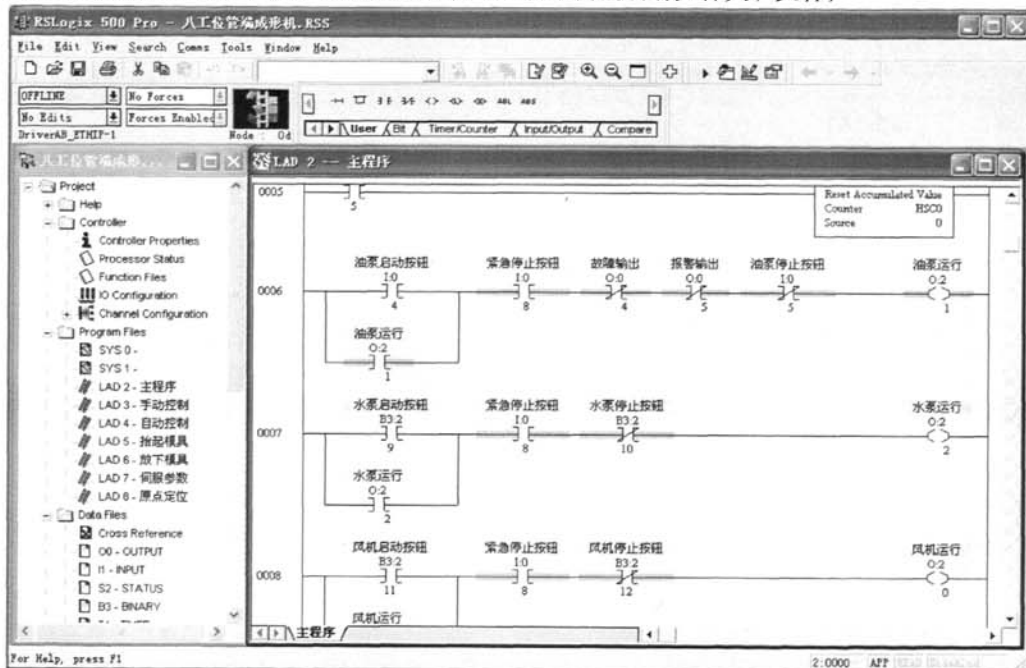 RSLogix 500 Pro - 八工位管端成形机.RSS
File Edit View Search Comms Tools Window Help
OFFLINE No Forces
No Edits Forces Enabled
DriverAB_ETHIP-1 Node : Od
User Bit Timer/Counter Input/Output Compare
八工位管端成形...
LAD 2 -- 主程序
Project
Help
Controller
Controller Properties
Processor Status
Function Files
IO Configuration
Channel Configuration
Program Files
SYS 0 -
SYS 1 -
LAD 2 - 主程序
LAD 3 - 手动控制
LAD 4 - 自动控制
LAD 5 - 抬起模具
LAD 6 - 放下模具
LAD 7 - 伺服参数
LAD 8 - 原点定位
Data Files
Cross Reference
O0 - OUTPUT
I1 - INPUT
S2 - STATUS
B3 - BINARY
0005
5
Reset Accumulated Value
Counter HSC0
Source 0
油泵启动按钮 紧急停止按钮 故障输出 报警输出 油泵停止按钮 油泵运行
I:0 I:0 O:0 O:0 I:0 O:2
0006
4 8 4 5 5 1
油泵运行
O:2
1
水泵启动按钮 紧急停止按钮 水泵停止按钮 水泵运行
B3:2 I:0 B3:2 O:2
0007
9 8 10 2
水泵运行
O:2
2
风机启动按钮 紧急停止按钮 风机停止按钮 风机运行
B3:2 I:0 B3:2 O:2
0008
11 8 12 0
风机运行
主程序
For Help, press F1
2:0000 APP READ